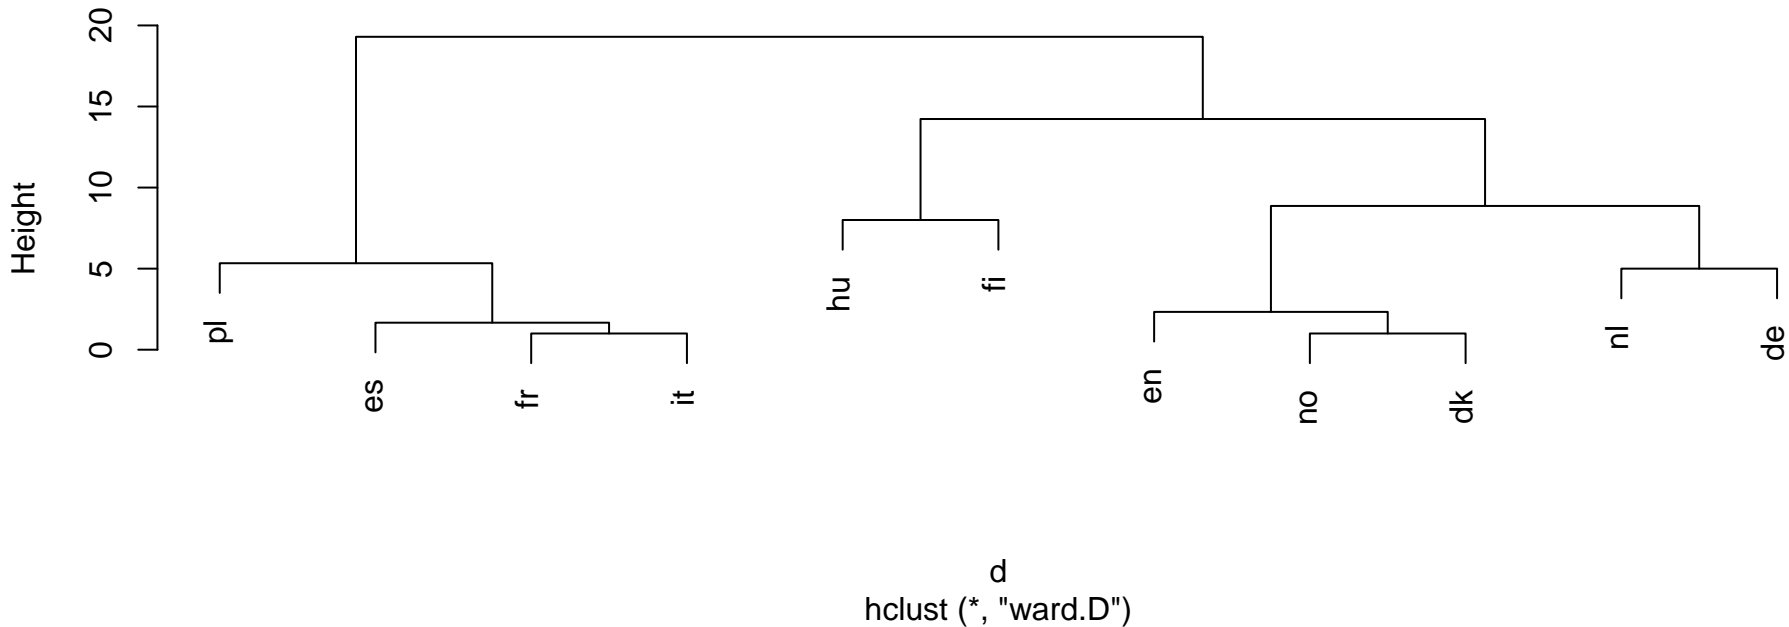 Height
20
15
10
5
0
pl
es
fr
it
hu
fi
en
no
dk
nl
de
d
hclust (*, "ward.D")